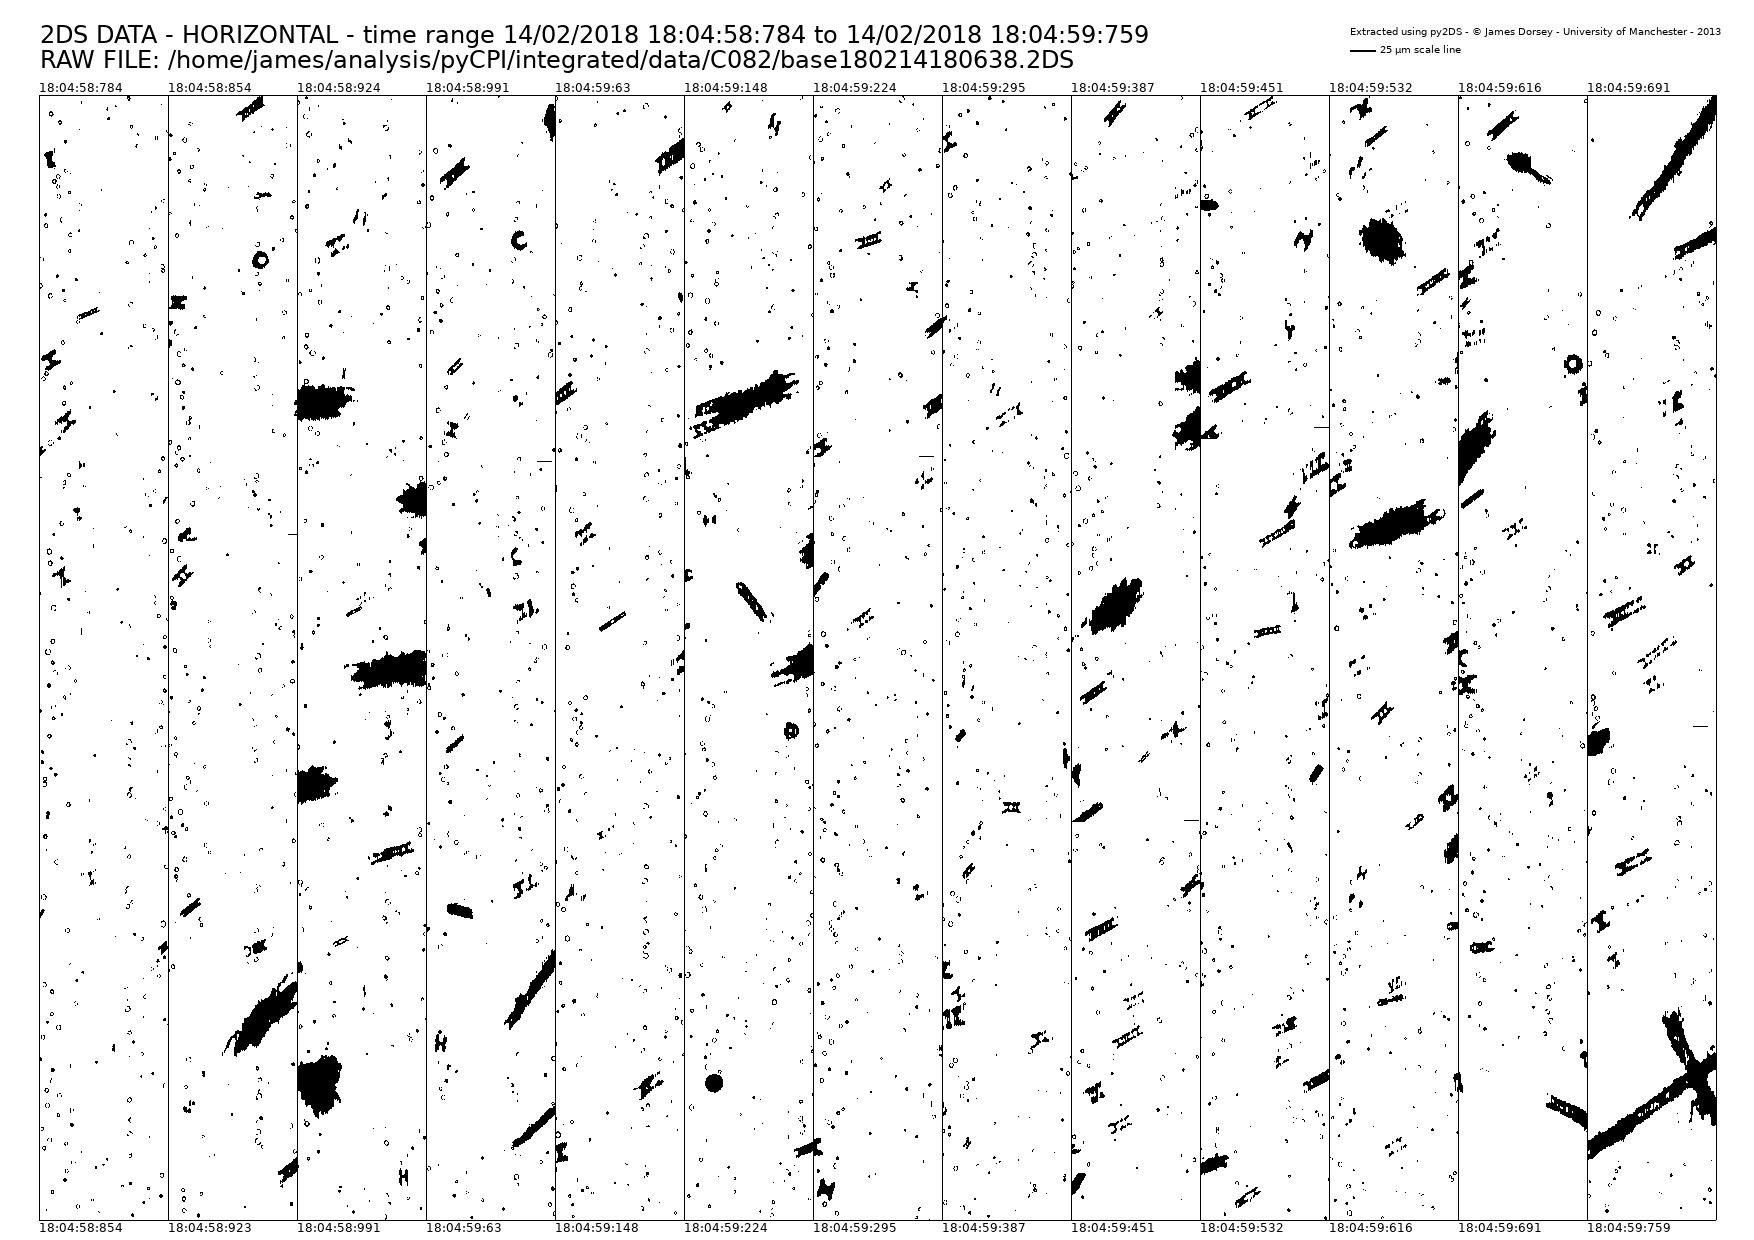 2DS DATA - HORIZONTAL - time range 14/02/2018 18:04:58:784 to 14/02/2018 18:04:59:759
RAW FILE: /home/james/analysis/pyCPI/integrated/data/C082/base180214180638.2DS
Extracted using py2DS - © James Dorsey - University of Manchester - 2013
25 µm scale line
18:04:58:784 18:04:58:854 18:04:58:924 18:04:58:991 18:04:59:63 18:04:59:148 18:04:59:224 18:04:59:295 18:04:59:387 18:04:59:451 18:04:59:532 18:04:59:616 18:04:59:691
18:04:58:854 18:04:58:923 18:04:58:991 18:04:59:63 18:04:59:148 18:04:59:224 18:04:59:295 18:04:59:387 18:04:59:451 18:04:59:532 18:04:59:616 18:04:59:691 18:04:59:759